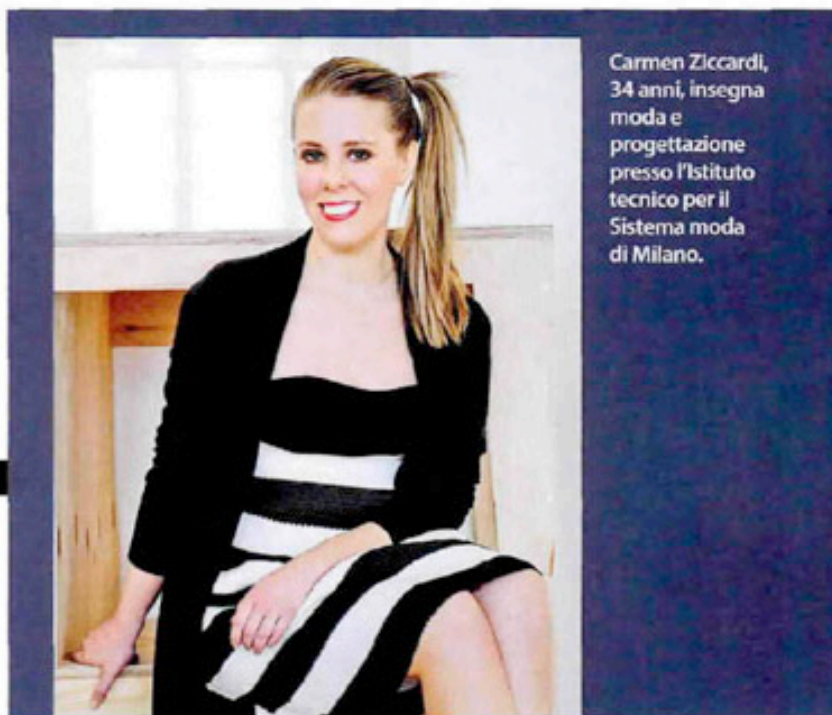 Carmen Ziccardi,
34 anni, insegna
moda e
progettazione
presso l'Istituto
tecnico per il
Sistema moda
di Milano.